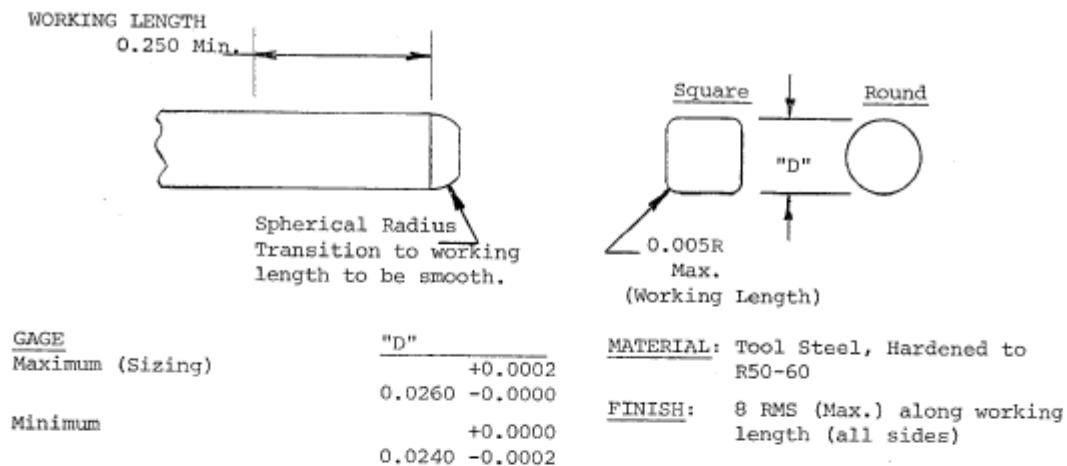 WORKING LENGTH
0.250 Min.
Spherical Radius
Transition to working
length to be smooth.
Square
Round
"D"
0.005R
Max.
(Working Length)
GAGE
"D"
Maximum (Sizing)
+0.0002
0.0260 -0.0000
Minimum
+0.0000
0.0240 -0.0002
MATERIAL: Tool Steel, Hardened to
R50-60
FINISH: 8 RMS (Max.) along working
length (all sides)